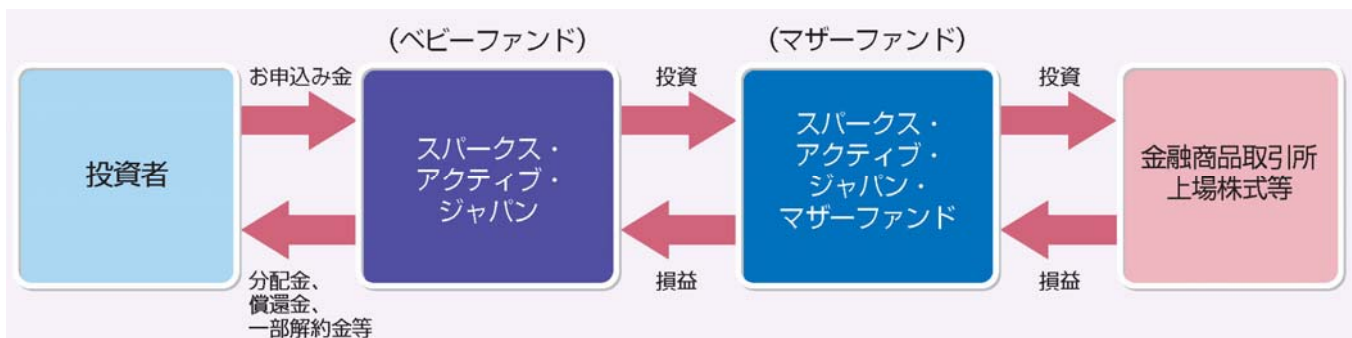 (ベビーファンド)
(マザーファンド)
お申込み金
投資
投資
投資者
スパークス・
アクティブ・
ジャパン
スパークス・
アクティブ・
ジャパン・
マザーファンド
金融商品取引所
上場株式等
分配金、
償還金、
一部解約金等
損益
損益